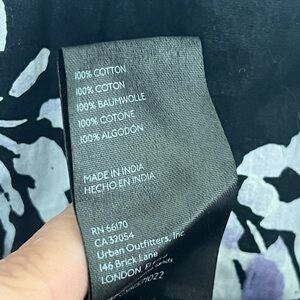 100% COTTON
100% COTON
100% BAUMWOLLE
100% COTONE
100% ALGODÓN
MADE IN INDIA
HECHO EN INDIA
RN 66170
CA 32054
Urban Outfitters, Inc
146 Brick Lane
LONDON,